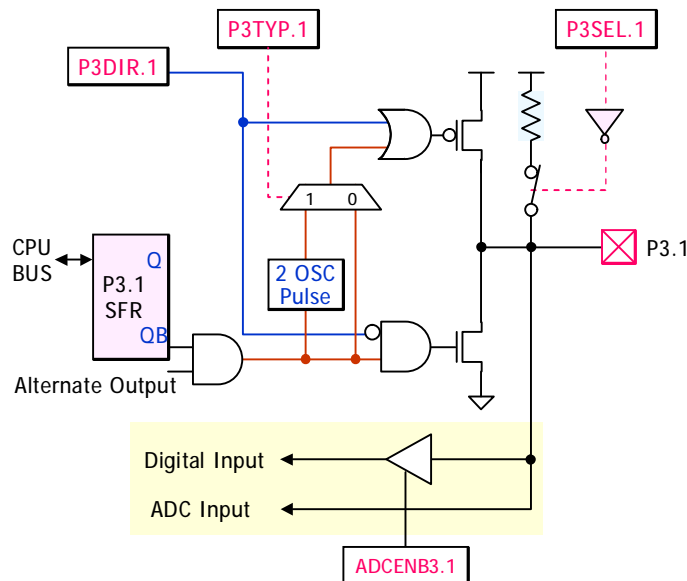 P3TYP.1
P3SEL.1
P3DIR.1
1 0
CPU
BUS
Q
P3.1
SFR
QB
2 OSC
Pulse
P3.1
Alternate Output
Digital Input
ADC Input
ADCENB3.1